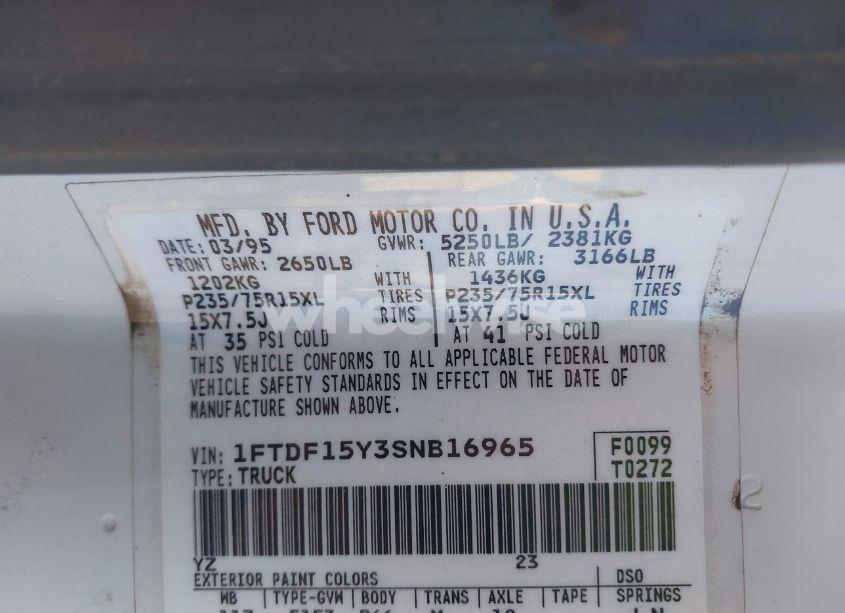 MFD. BY FORD MOTOR CO. IN U.S.A.
DATE: 03/95 GVWR: 5250LB/ 2381KG
FRONT GAWR: 2650LB REAR GAWR: 3166LB
1202KG WITH 1436KG WITH
P235/75R15XL TIRES P235/75R15XL TIRES
15X7.5J RIMS 15X7.5J RIMS
AT 35 PSI COLD AT 41 PSI COLD
THIS VEHICLE CONFORMS TO ALL APPLICABLE FEDERAL MOTOR
VEHICLE SAFETY STANDARDS IN EFFECT ON THE DATE OF
MANUFACTURE SHOWN ABOVE.
VIN: 1FTDF15Y3SNB16965 F0099
TYPE: TRUCK T0272
YZ 23
EXTERIOR PAINT COLORS DSO
WB TYPE-GVW BODY TRANS AXLE TAPE SPRINGS
wheelwise
2